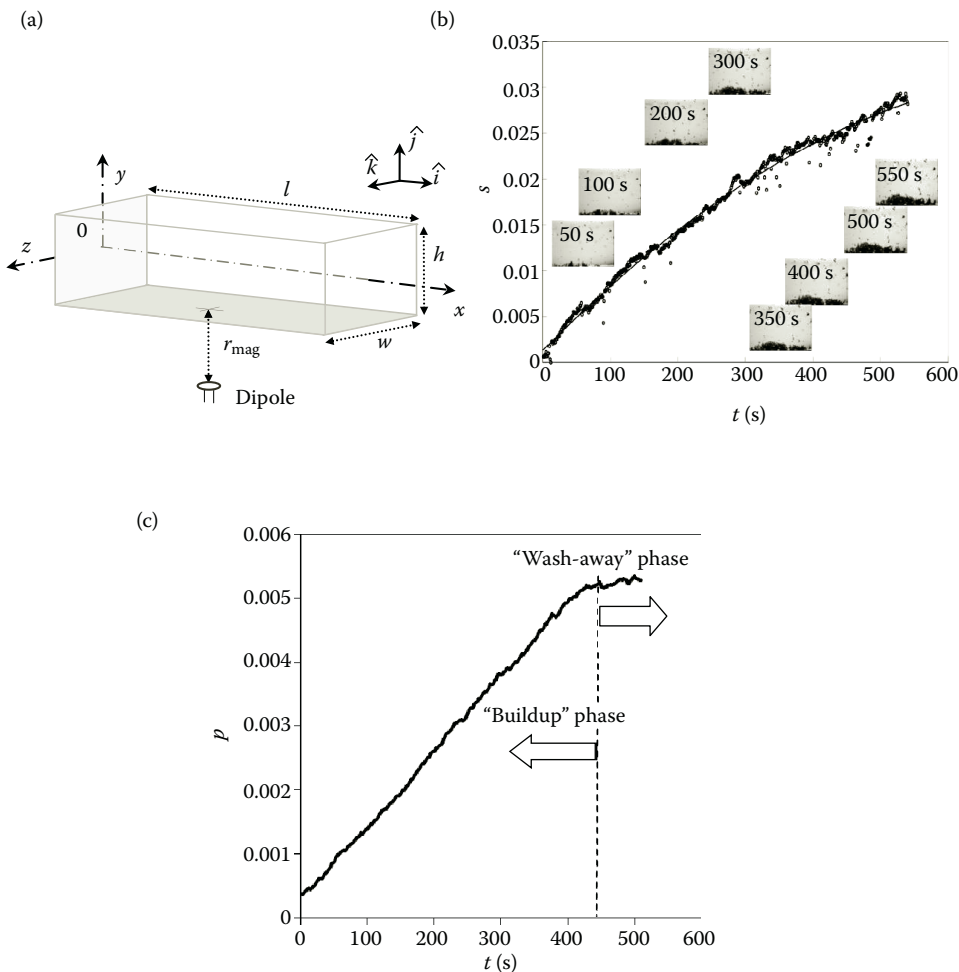 (a)
ĵ
k̂
î
y
l
0
z
h
x
w
r_mag
Dipole
(b)
0.035
0.03
0.025
0.02
0.015
0.01
0.005
0
s
300 s
200 s
100 s
50 s
550 s
500 s
400 s
350 s
0
100
200
300
400
500
600
t (s)
(c)
0.006
0.005
0.004
0.003
0.002
0.001
0
p
“Wash-away” phase
“Buildup” phase
0
100
200
300
400
500
600
t (s)